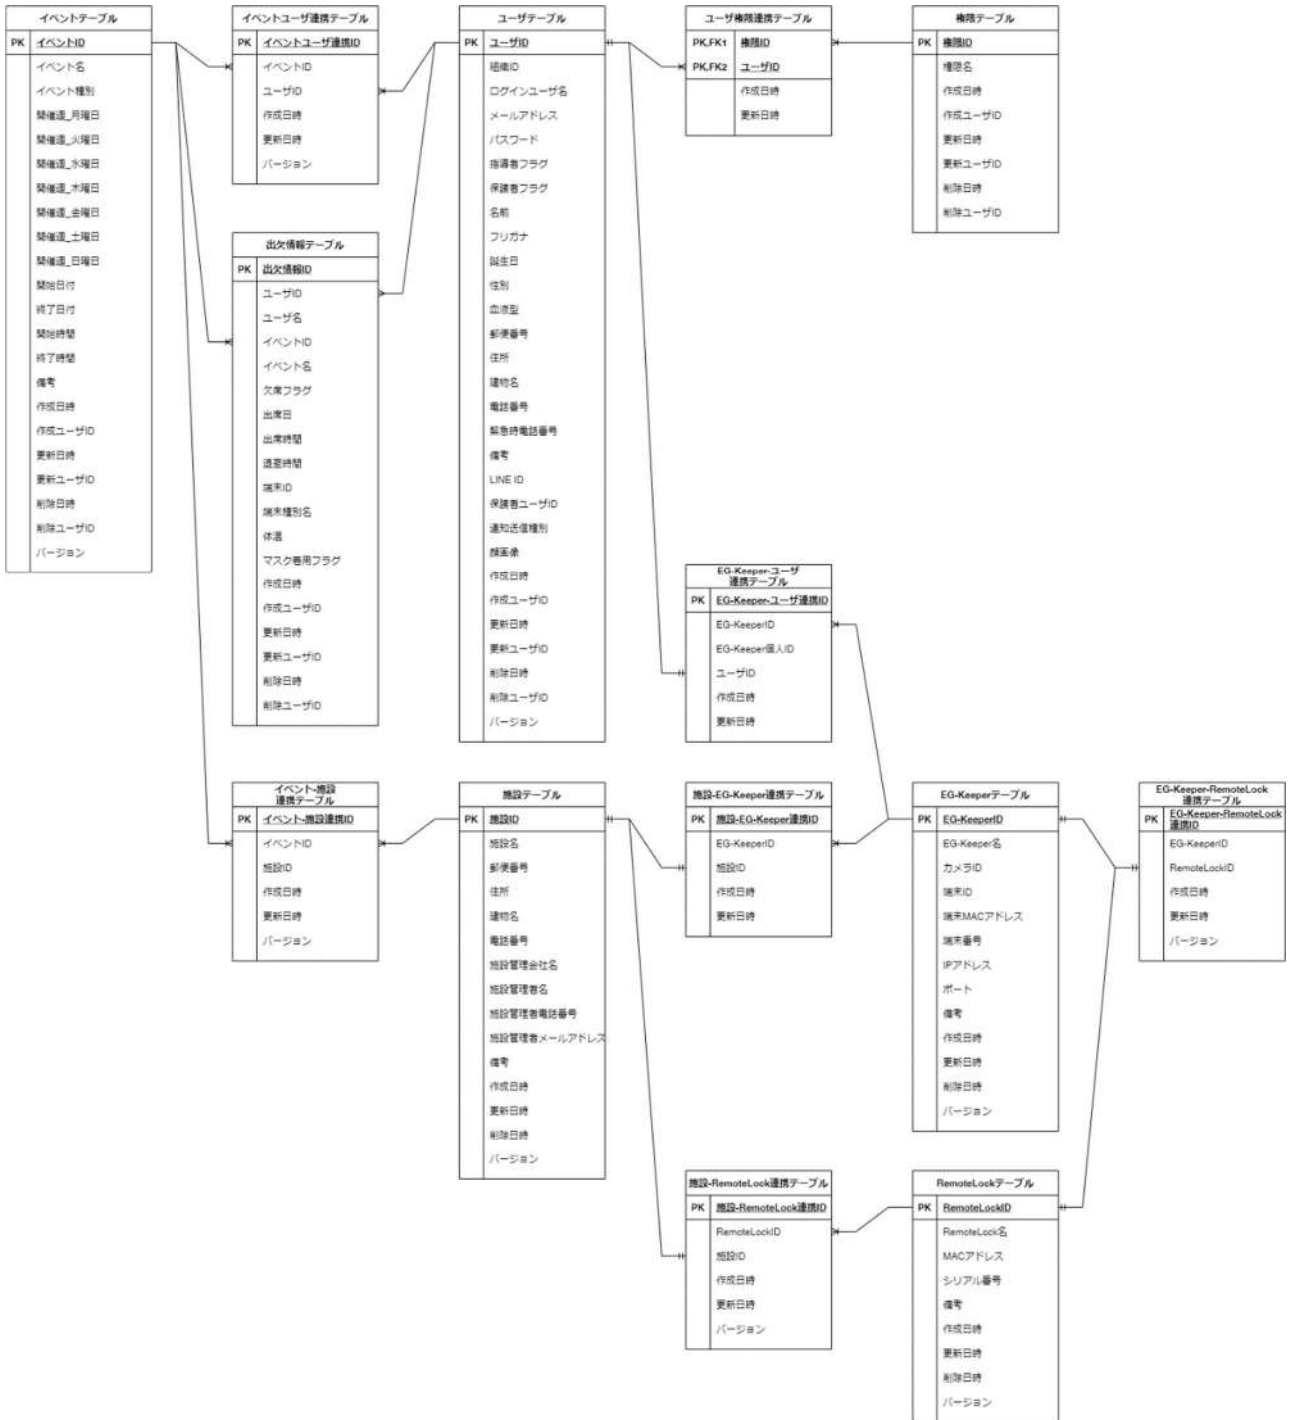 イベントテーブル
PK イベントID
イベント名
イベント種別
開催週_月曜日
開催週_火曜日
開催週_水曜日
開催週_木曜日
開催週_金曜日
開催週_土曜日
開催週_日曜日
開始日付
終了日付
開始時間
終了時間
備考
作成日時
作成ユーザID
更新日時
更新ユーザID
削除日時
削除ユーザID
バージョン
イベントユーザ連携テーブル
PK イベントユーザ連携ID
イベントID
ユーザID
作成日時
更新日時
バージョン
出欠情報テーブル
PK 出欠情報ID
ユーザID
ユーザ名
イベントID
イベント名
欠席フラグ
出席日
出席時間
退室時間
端末ID
端末種別名
体温
マスク着用フラグ
作成日時
作成ユーザID
更新日時
更新ユーザID
削除日時
削除ユーザID
ユーザテーブル
PK ユーザID
組織ID
ログインユーザ名
メールアドレス
パスワード
指導者フラグ
保護者フラグ
名前
フリガナ
誕生日
性別
血液型
郵便番号
住所
建物名
電話番号
緊急時電話番号
備考
LINE ID
保護者ユーザID
通知送信種別
顔画像
作成日時
作成ユーザID
更新日時
更新ユーザID
削除日時
削除ユーザID
バージョン
ユーザ権限連携テーブル
PK,FK1 権限ID
PK,FK2 ユーザID
作成日時
更新日時
権限テーブル
PK 権限ID
権限名
作成日時
作成ユーザID
更新日時
更新ユーザID
削除日時
削除ユーザID
EG-Keeper-ユーザ
連携テーブル
PK EG-Keeper-ユーザ連携ID
EG-KeeperID
EG-Keeper個人ID
ユーザID
作成日時
更新日時
イベント-施設
連携テーブル
PK イベント-施設連携ID
イベントID
施設ID
作成日時
更新日時
バージョン
施設テーブル
PK 施設ID
施設名
郵便番号
住所
建物名
電話番号
施設管理会社名
施設管理者名
施設管理者電話番号
施設管理者メールアドレス
備考
作成日時
更新日時
削除日時
バージョン
施設-EG-Keeper連携テーブル
PK 施設-EG-Keeper連携ID
EG-KeeperID
施設ID
作成日時
更新日時
EG-Keeperテーブル
PK EG-KeeperID
EG-Keeper名
カメラID
端末ID
端末MACアドレス
端末番号
IPアドレス
ポート
備考
作成日時
更新日時
削除日時
バージョン
EG-Keeper-RemoteLock
連携テーブル
PK EG-Keeper-RemoteLock
連携ID
EG-KeeperID
RemoteLockID
作成日時
更新日時
バージョン
施設-RemoteLock連携テーブル
PK 施設-RemoteLock連携ID
RemoteLockID
施設ID
作成日時
更新日時
バージョン
RemoteLockテーブル
PK RemoteLockID
RemoteLock名
MACアドレス
シリアル番号
備考
作成日時
更新日時
削除日時
バージョン